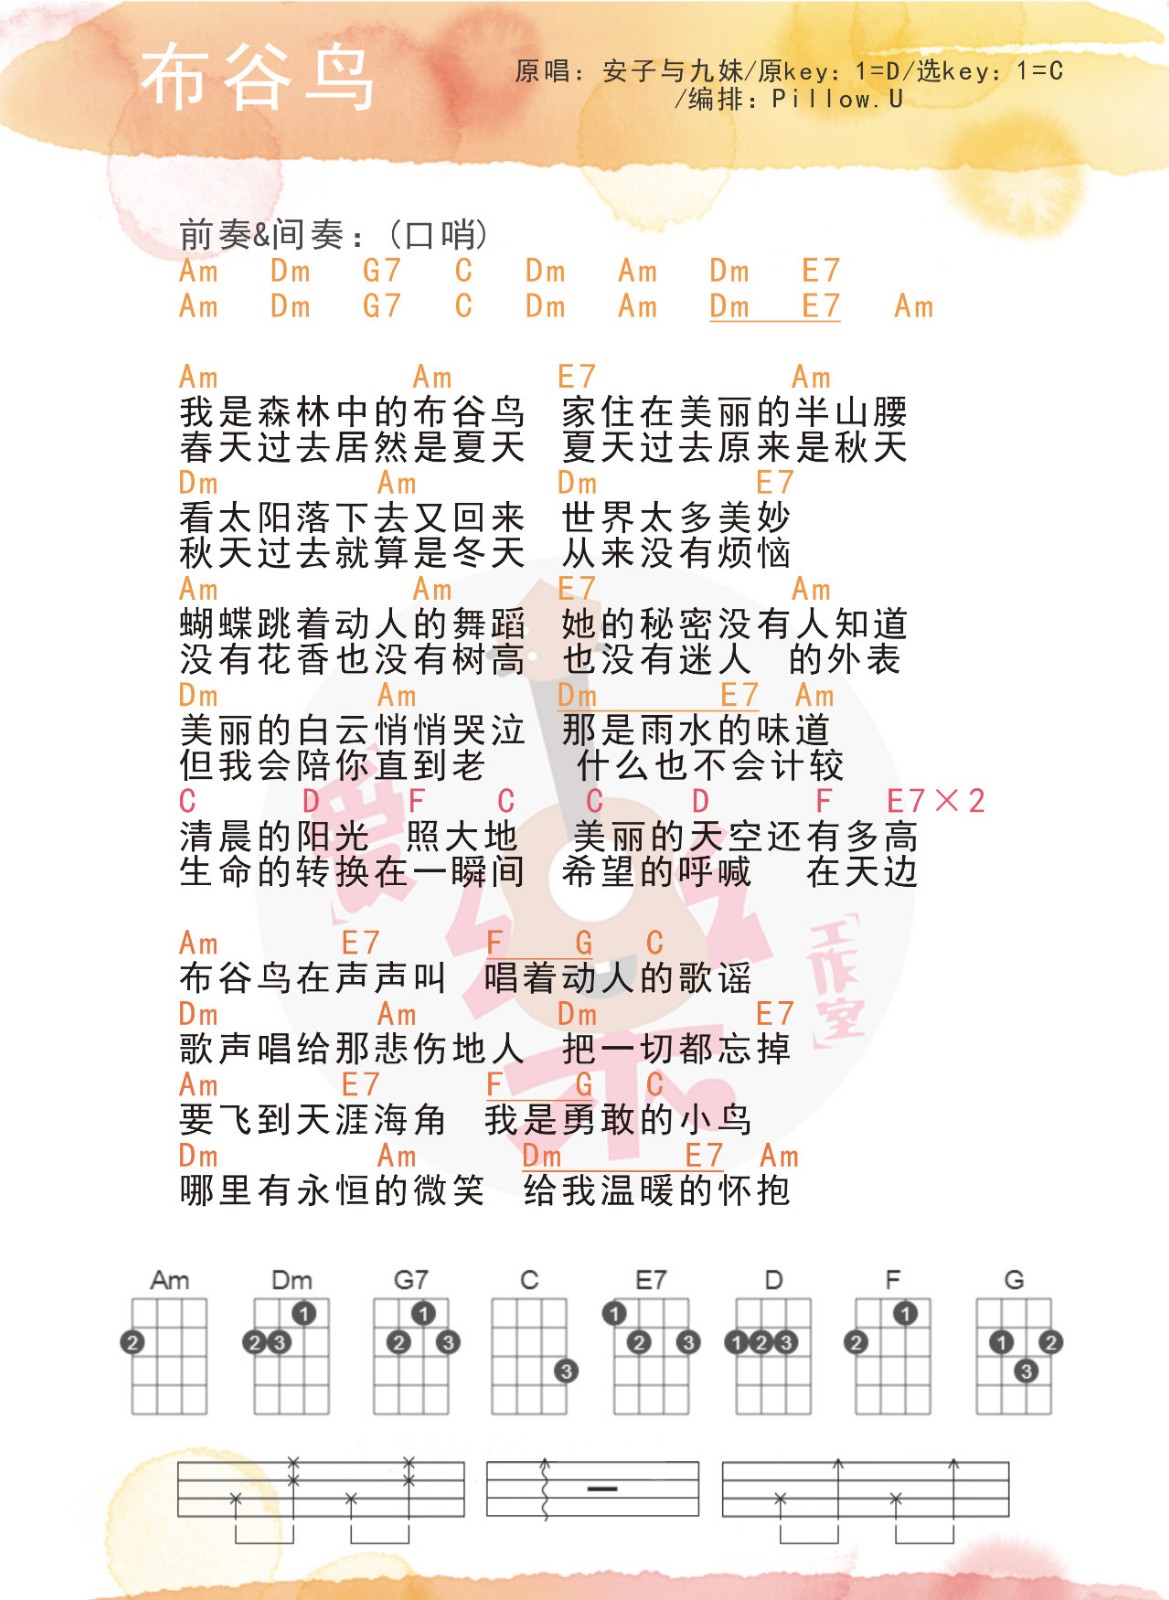 布谷鸟
原唱：安子与九妹/原key：1=D/选key：1=C
/编排：Pillow.U
前奏&间奏：(口哨)
Am Dm G7 C Dm Am Dm E7
Am Dm G7 C Dm Am Dm E7 Am
Am Am E7 Am
我是森林中的布谷鸟 家住在美丽的半山腰
春天过去居然是夏天 夏天过去原来是秋天
Dm Am Dm E7
看太阳落下去又回来 世界太多美妙
秋天过去就算是冬天 从来没有烦恼
Am Am E7 Am
蝴蝶跳着动人的舞蹈 她的秘密没有人知道
没有花香也没有树高 也没有迷人 的外表
Dm Am Dm E7 Am
美丽的白云悄悄哭泣 那是雨水的味道
但我会陪你直到老 什么也不会计较
C D F C C D F E7×2
清晨的阳光 照大地 美丽的天空还有多高
生命的转换在一瞬间 希望的呼喊 在天边
Am E7 F G C
布谷鸟在声声叫 唱着动人的歌谣
Dm Am Dm E7
歌声唱给那悲伤地人 把一切都忘掉
Am E7 F G C
要飞到天涯海角 我是勇敢的小鸟
Dm Am Dm E7 Am
哪里有永恒的微笑 给我温暖的怀抱
爱乐
工作室
Am Dm G7 C E7 D F G
1 1 1 1
2 2 3 2 3 2 3 1 2 3 2 1 2
3 3